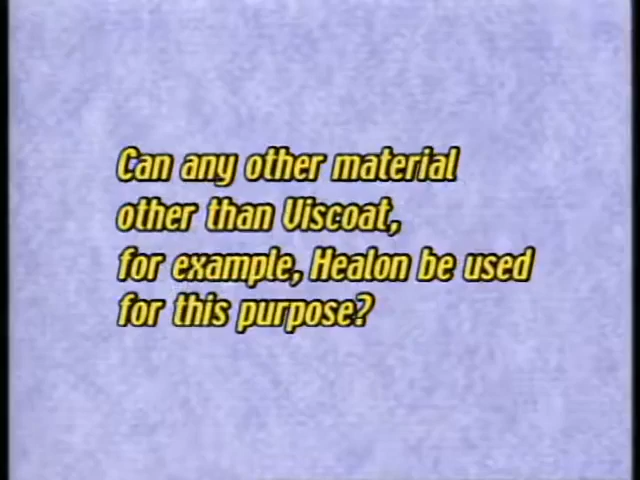 Can any other material
other than Viscoat,
for example, Healon be used
for this purpose?